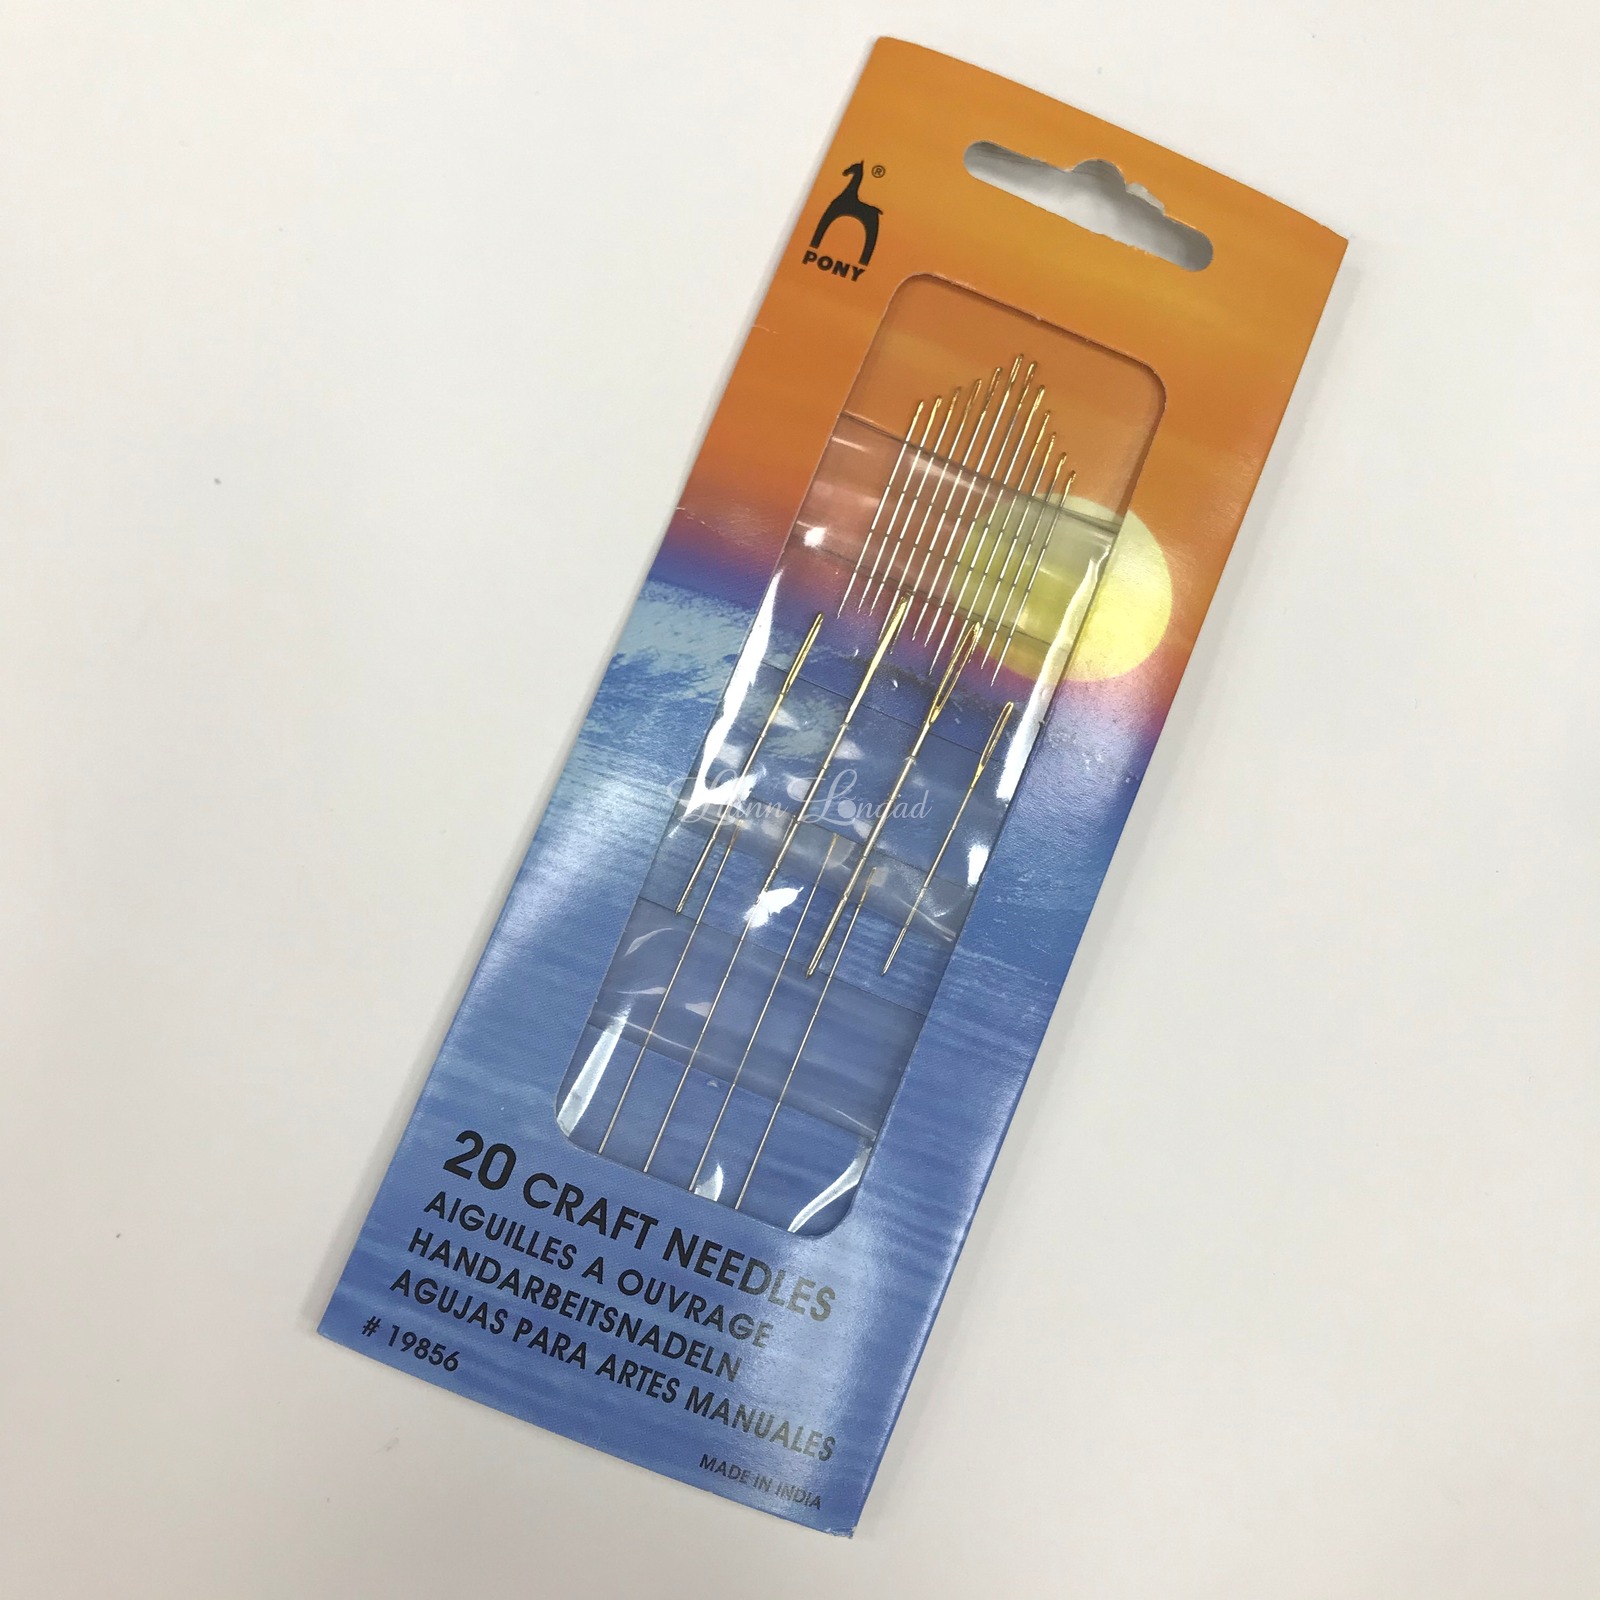 ®
PONY
20 CRAFT NEEDLES
AIGUILLES A OUVRAGE
HANDARBEITSNADELN
AGUJAS PARA ARTES MANUALES
# 19856
MADE IN INDIA